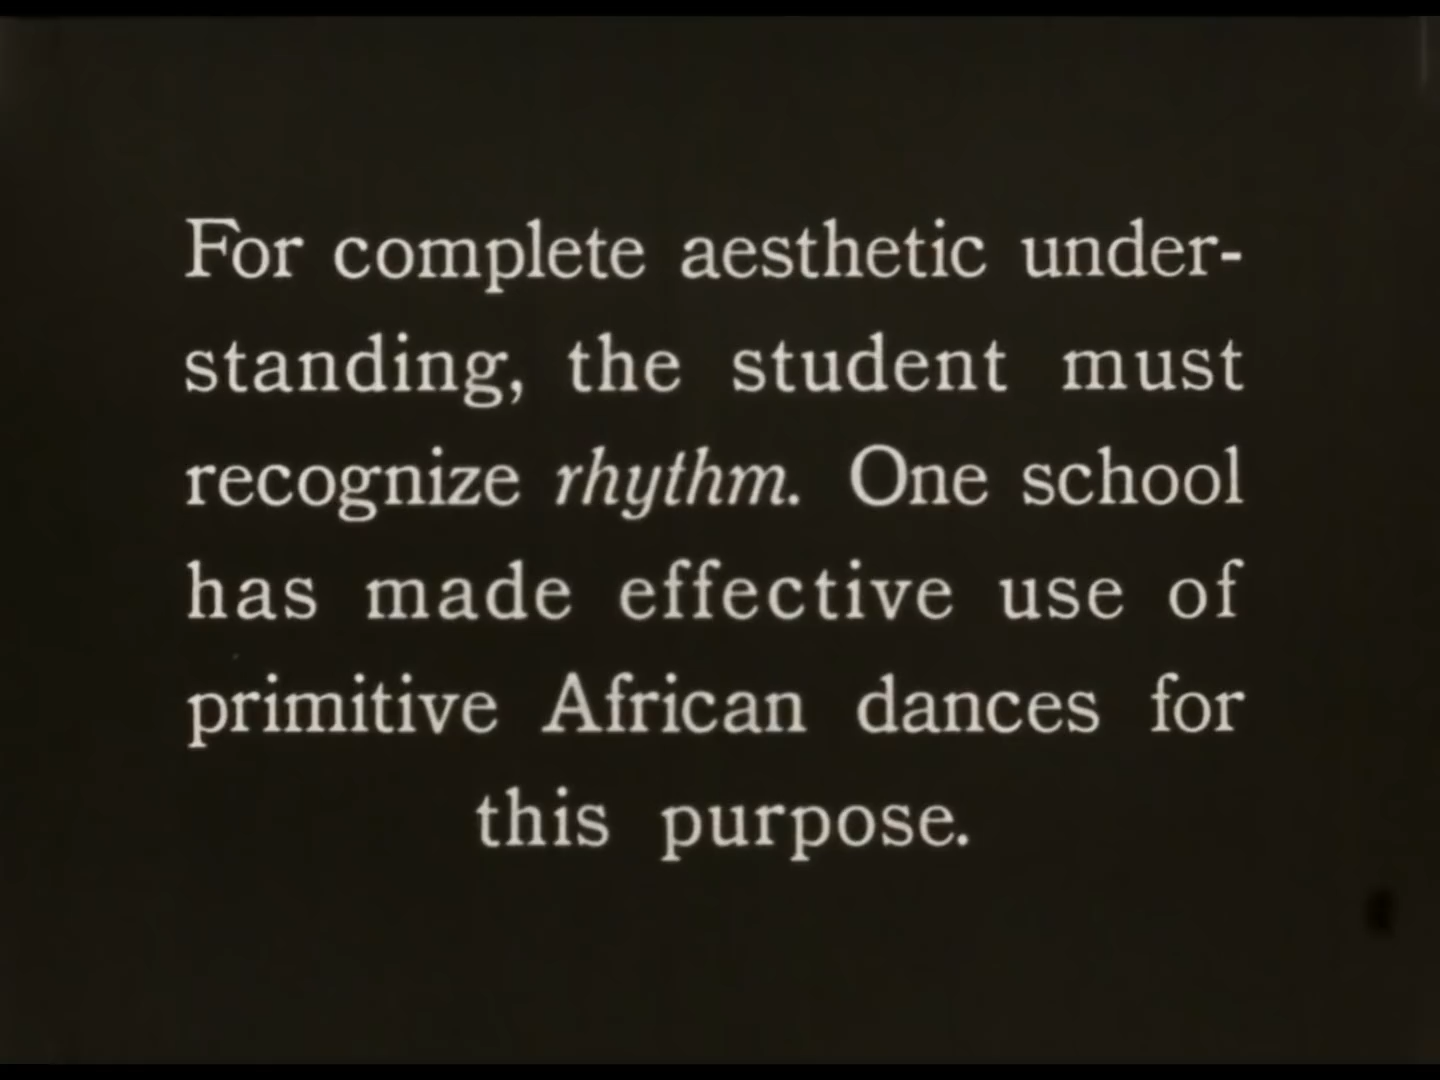 For complete aesthetic under-
standing, the student must
recognize rhythm. One school
has made effective use of
primitive African dances for
this purpose.